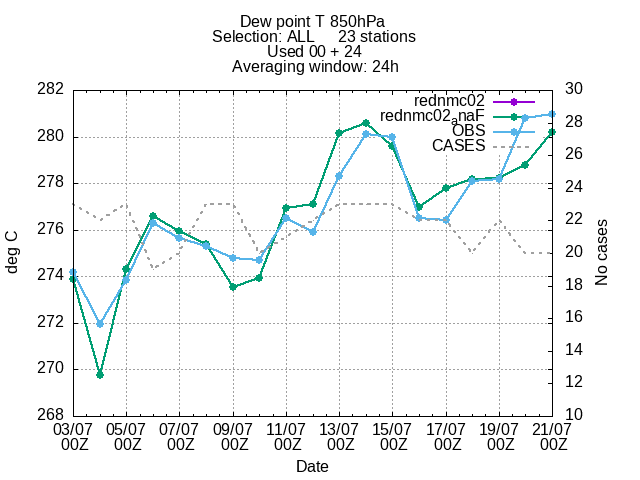 Dew point T 850hPa
Selection: ALL 23 stations
Used 00 + 24
Averaging window: 24h
rednmc02
rednmc02anaF
OBS
CASES
282
280
278
276
274
272
270
268
deg C
30
28
26
24
22
20
18
16
14
12
10
No cases
03/07 05/07 07/07 09/07 11/07 13/07 15/07 17/07 19/07 21/07
00Z 00Z 00Z 00Z 00Z 00Z 00Z 00Z 00Z 00Z
Date